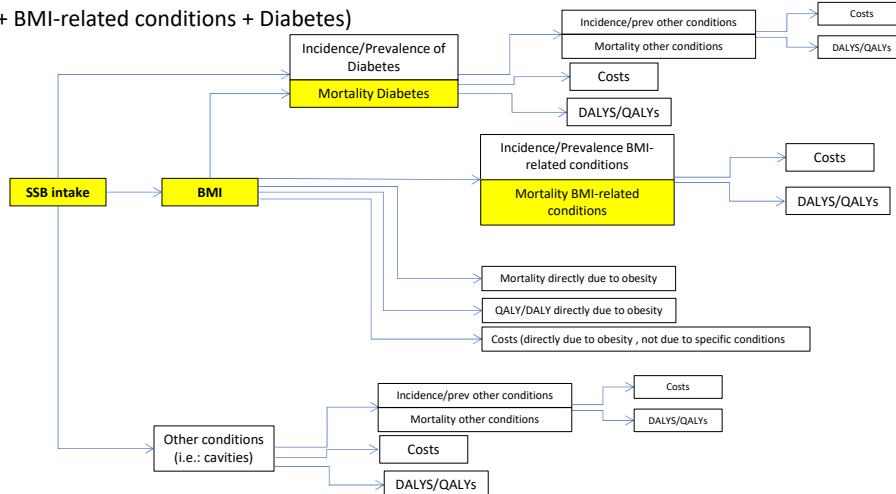 + BMI-related conditions + Diabetes)
Incidence/Prevalence of
Diabetes
Mortality Diabetes
Incidence/prev other conditions
Mortality other conditions
Costs
DALYS/QALYs
Costs
DALYS/QALYs
SSB intake
BMI
Incidence/Prevalence BMI-
related conditions
Mortality BMI-related
conditions
Costs
DALYS/QALYs
Mortality directly due to obesity
QALY/DALY directly due to obesity
Costs (directly due to obesity , not due to specific conditions
Other conditions
(i.e.: cavities)
Incidence/prev other conditions
Mortality other conditions
Costs
DALYS/QALYs
Costs
DALYS/QALYs